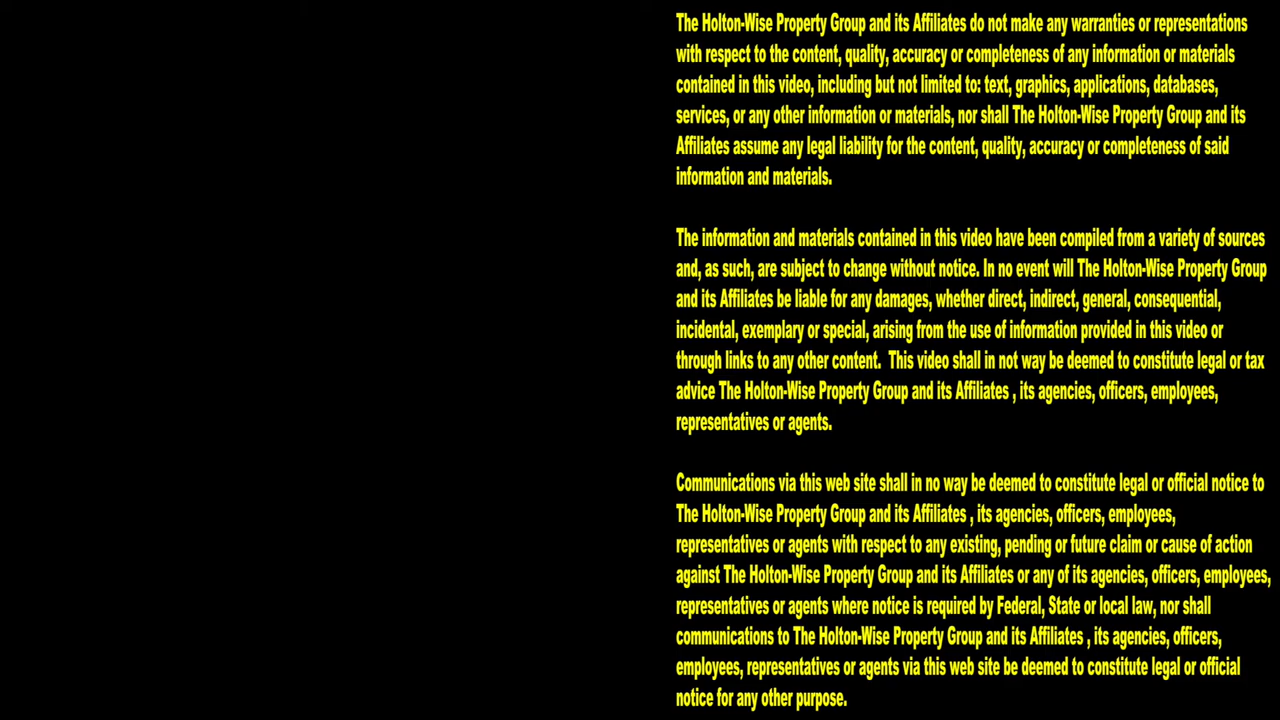 The Holton-Wise Property Group and its Affiliates do not make any warranties or representations
with respect to the content, quality, accuracy or completeness of any information or materials
contained in this video, including but not limited to: text, graphics, applications, databases,
services, or any other information or materials, nor shall The Holton-Wise Property Group and its
Affiliates assume any legal liability for the content, quality, accuracy or completeness of said
information and materials.
The information and materials contained in this video have been compiled from a variety of sources
and, as such, are subject to change without notice. In no event will The Holton-Wise Property Group
and its Affiliates be liable for any damages, whether direct, indirect, general, consequential,
incidental, exemplary or special, arising from the use of information provided in this video or
through links to any other content. This video shall in not way be deemed to constitute legal or tax
advice The Holton-Wise Property Group and its Affiliates , its agencies, officers, employees,
representatives or agents.
Communications via this web site shall in no way be deemed to constitute legal or official notice to
The Holton-Wise Property Group and its Affiliates , its agencies, officers, employees,
representatives or agents with respect to any existing, pending or future claim or cause of action
against The Holton-Wise Property Group and its Affiliates or any of its agencies, officers, employees,
representatives or agents where notice is required by Federal, State or local law, nor shall
communications to The Holton-Wise Property Group and its Affiliates , its agencies, officers,
employees, representatives or agents via this web site be deemed to constitute legal or official
notice for any other purpose.